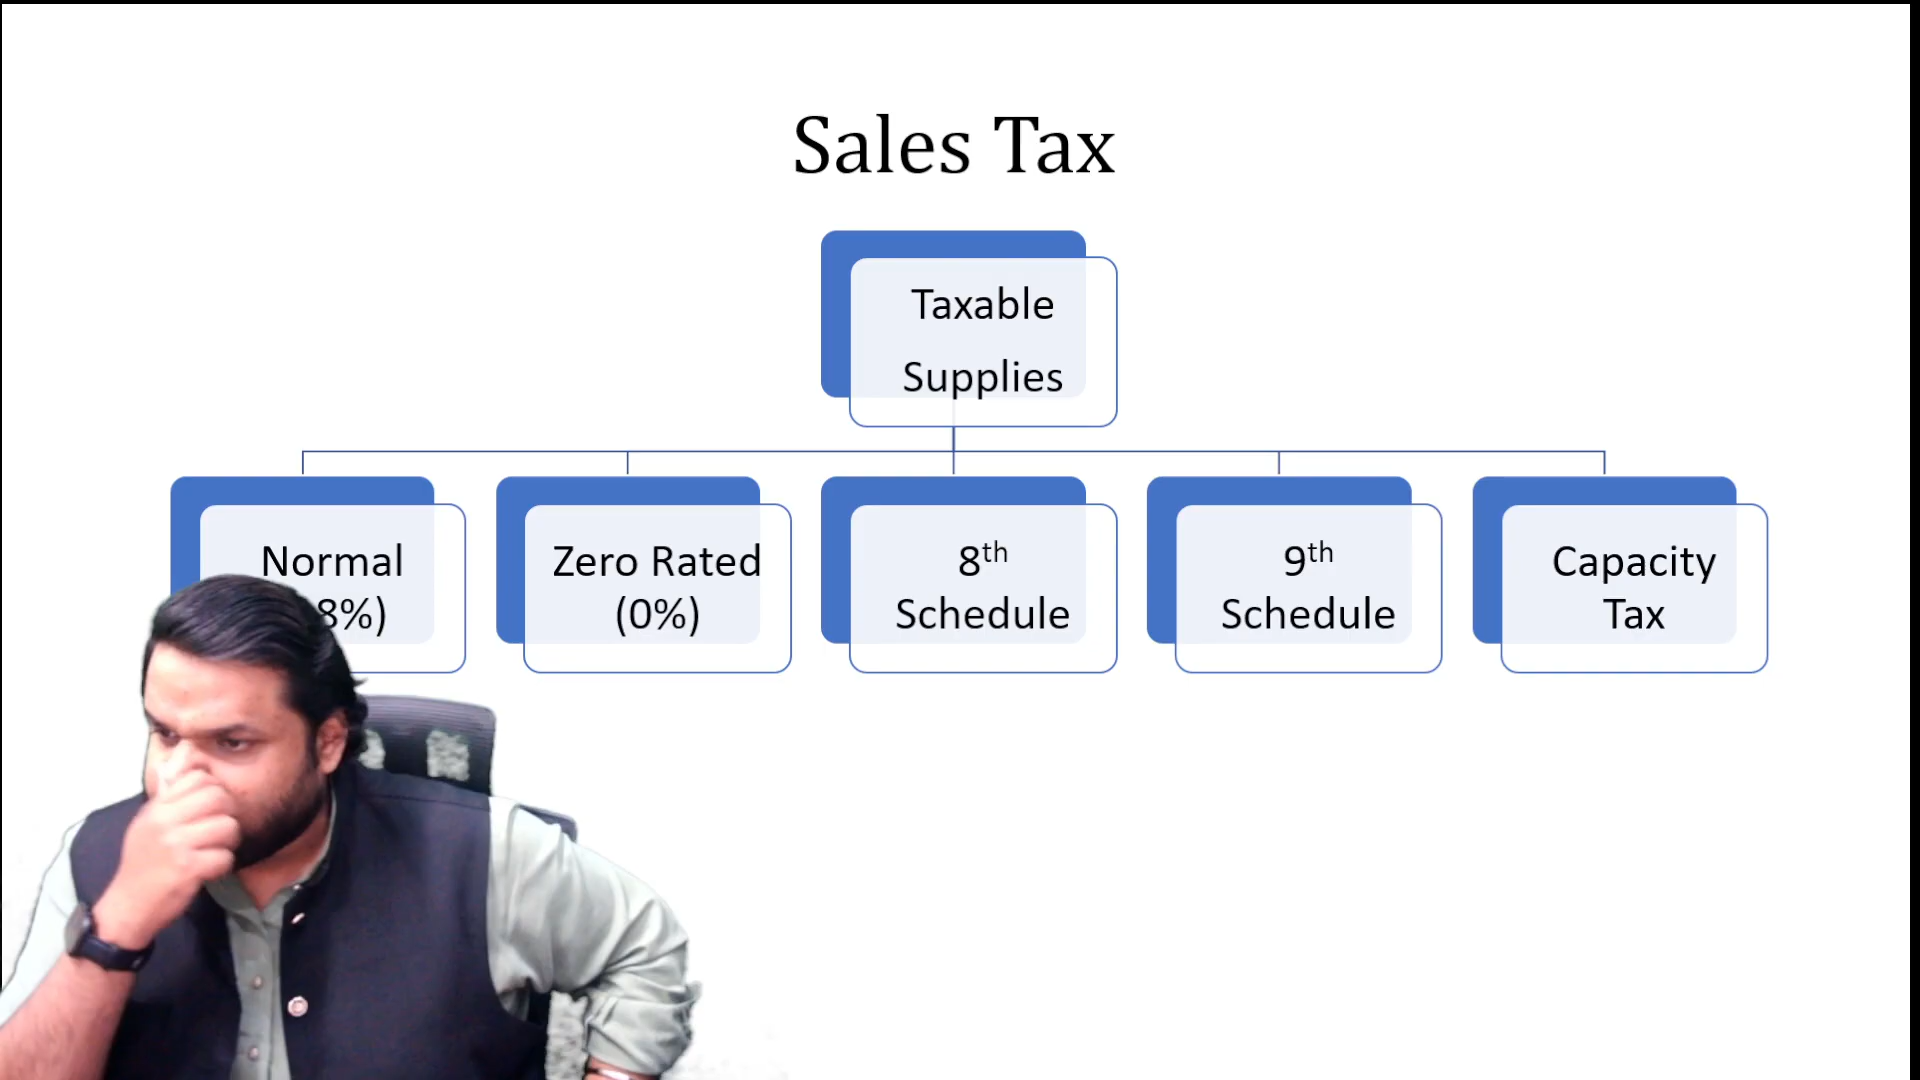 Sales Tax
Taxable
Supplies
Normal
8%)
Zero Rated
(0%)
8th
Schedule
9th
Schedule
Capacity
Tax